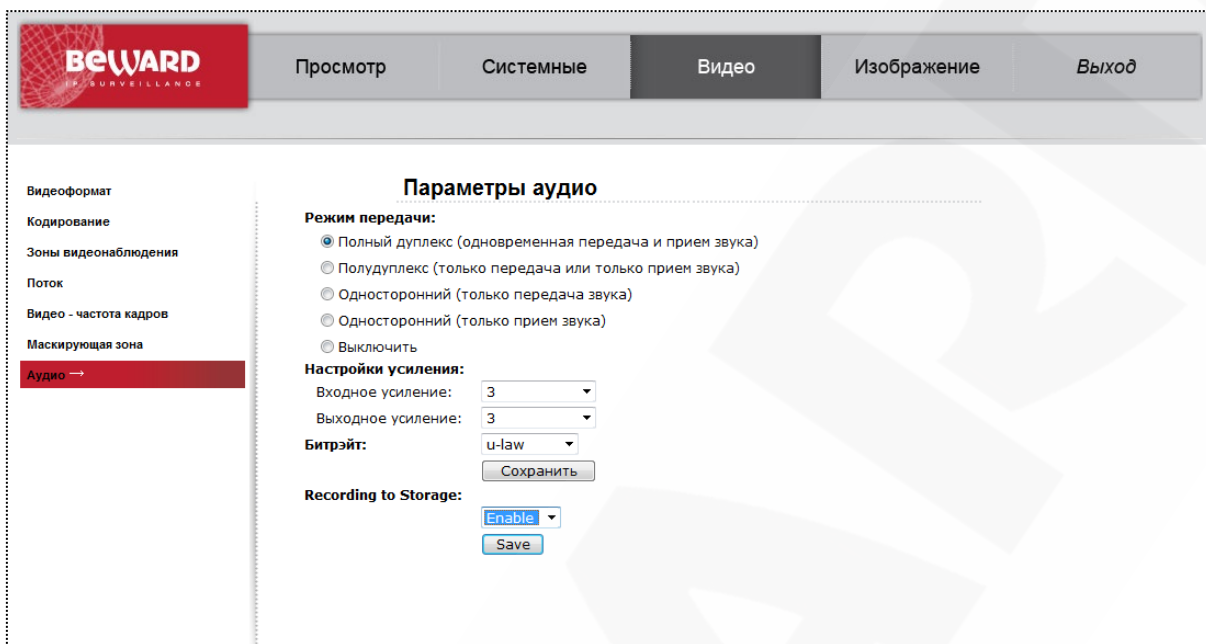 BEWARD
IP SURVEILLANCE
Просмотр
Системные
Видео
Изображение
Выход
Видеоформат
Кодирование
Зоны видеонаблюдения
Поток
Видео - частота кадров
Маскирующая зона
Аудио →
Параметры аудио
Режим передачи:
Полный дуплекс (одновременная передача и прием звука)
Полудуплекс (только передача или только прием звука)
Односторонний (только передача звука)
Односторонний (только прием звука)
Выключить
Настройки усиления:
Входное усиление: 3
Выходное усиление: 3
Битрэйт: u-law
Сохранить
Recording to Storage:
Enable
Save